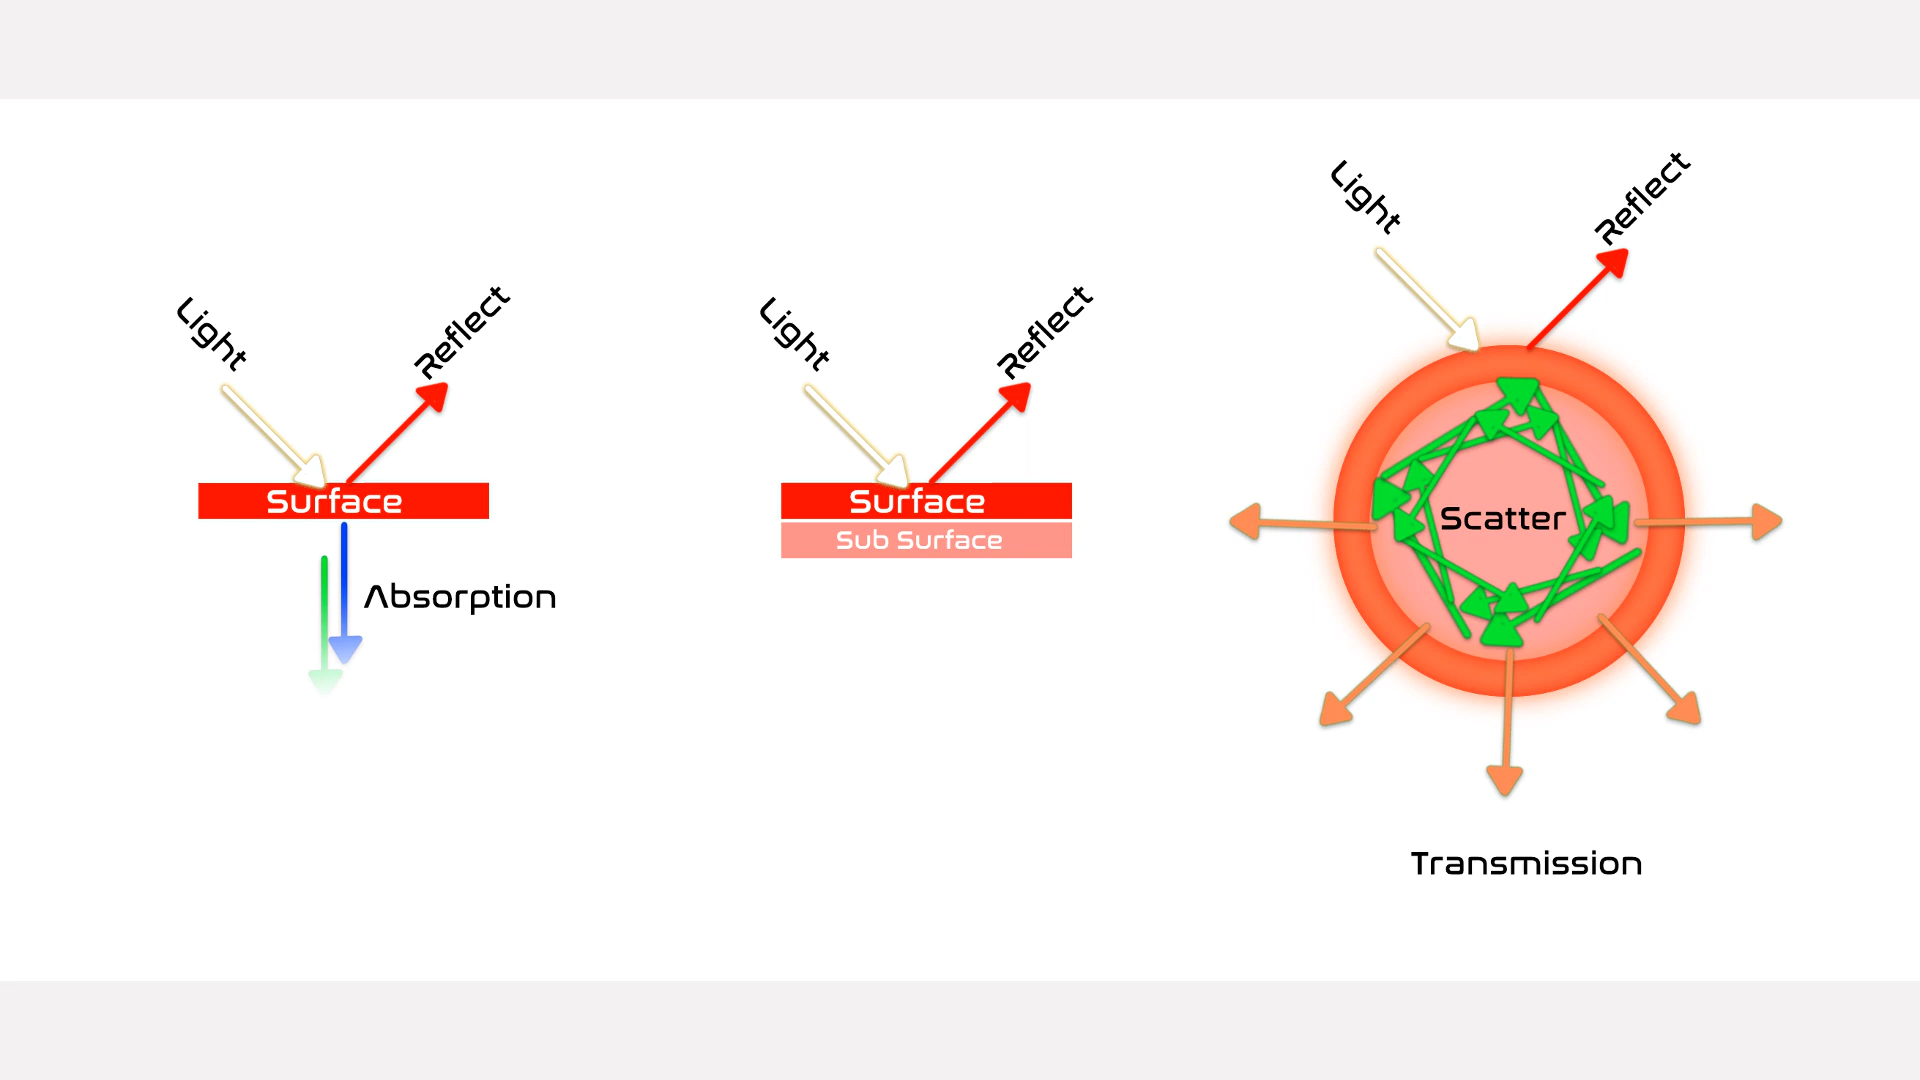 Light
Reflect
Surface
Absorption
Light
Reflect
Surface
Sub Surface
Light
Reflect
Scatter
Transmission